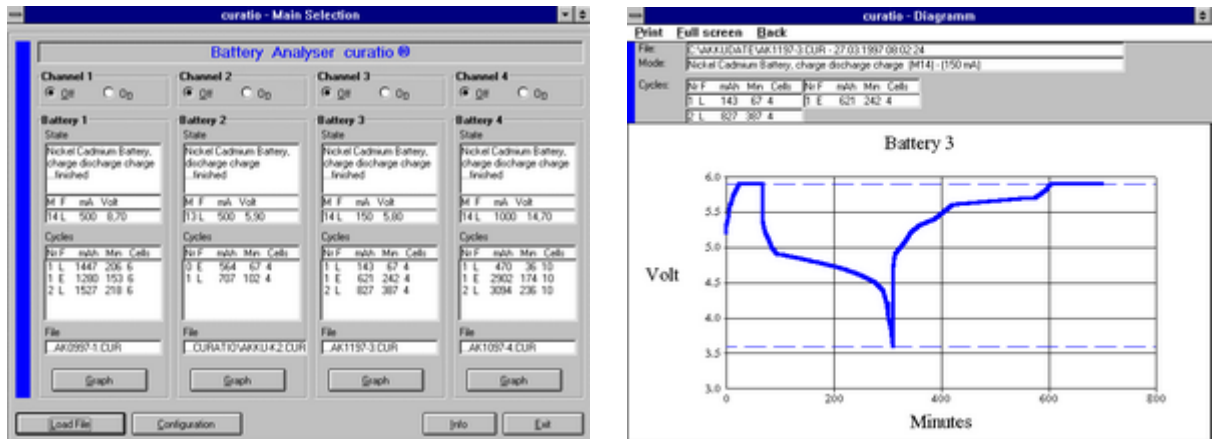 curatio - Main Selection
Battery Analyser curatio ®
Channel 1
Off On
Channel 2
Off On
Channel 3
Off On
Channel 4
Off On
Battery 1
State
Nickel Cadmium Battery,
charge discharge charge
...finished
M F mA Volt
14 L 500 8,70
Cycles
Nr F mAh Min Cells
1 L 1447 206 6
1 E 1280 153 6
2 L 1527 218 6
File
...AK0997-1.CUR
Graph
Battery 2
State
Nickel Cadmium Battery,
discharge charge
...finished
M F mA Volt
13 L 500 5,90
Cycles
Nr F mAh Min Cells
0 E 564 67 4
1 L 707 102 4
File
...CURATIO\AKKU-K2.CUR
Graph
Battery 3
State
Nickel Cadmium Battery,
charge discharge charge
...finished
M F mA Volt
14 L 150 5,80
Cycles
Nr F mAh Min Cells
1 L 143 67 4
1 E 621 242 4
2 L 827 387 4
File
...AK1197-3.CUR
Graph
Battery 4
State
Nickel Cadmium Battery,
charge discharge charge
...finished
M F mA Volt
14 L 1000 14,70
Cycles
Nr F mAh Min Cells
1 L 470 36 10
1 E 2902 174 10
2 L 3094 236 10
File
...AK1097-4.CUR
Graph
Load File Configuration Info Exit
curatio - Diagramm
Print Full screen Back
File: C:\AKKUDATE\AK1197-3.CUR - 27.03.1997 08:02:24
Mode: Nickel Cadmium Battery, charge discharge charge (M14) - (150 mA)
Cycles: Nr F mAh Min Cells Nr F mAh Min Cells
1 L 143 67 4 1 E 621 242 4
2 L 827 387 4
Battery 3
6.0
5.5
5.0
Volt
4.5
4.0
3.5
3.0
0 200 400 600 800
Minutes